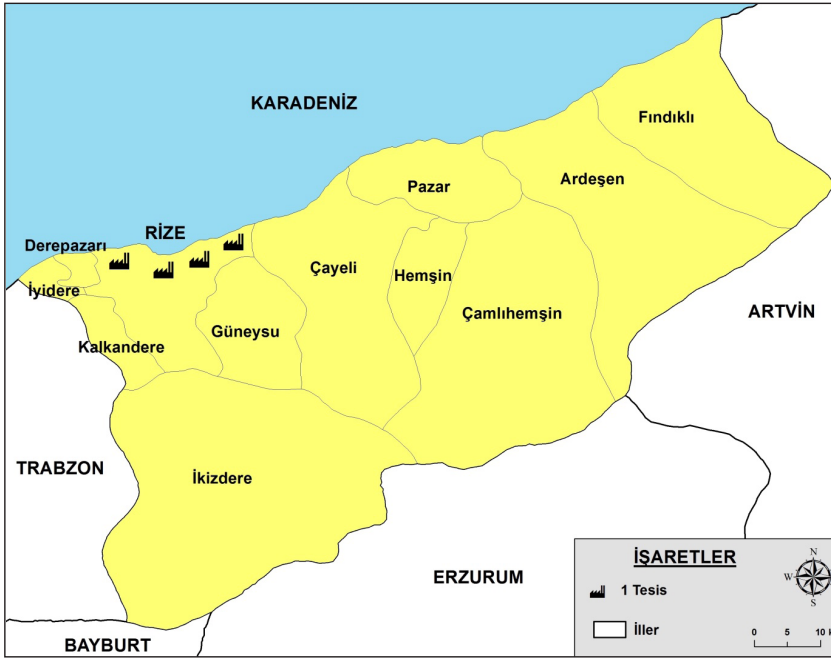 KARADENİZ
Fındıklı
Ardeşen
Pazar
RİZE
Derepazarı
Çayeli
Hemşin
İyidere
Çamlıhemşin
ARTVİN
Güneysu
Kalkandere
TRABZON
İkizdere
ERZURUM
BAYBURT
İŞARETLER
1 Tesis
İller
N
W
S
0 5 10 k